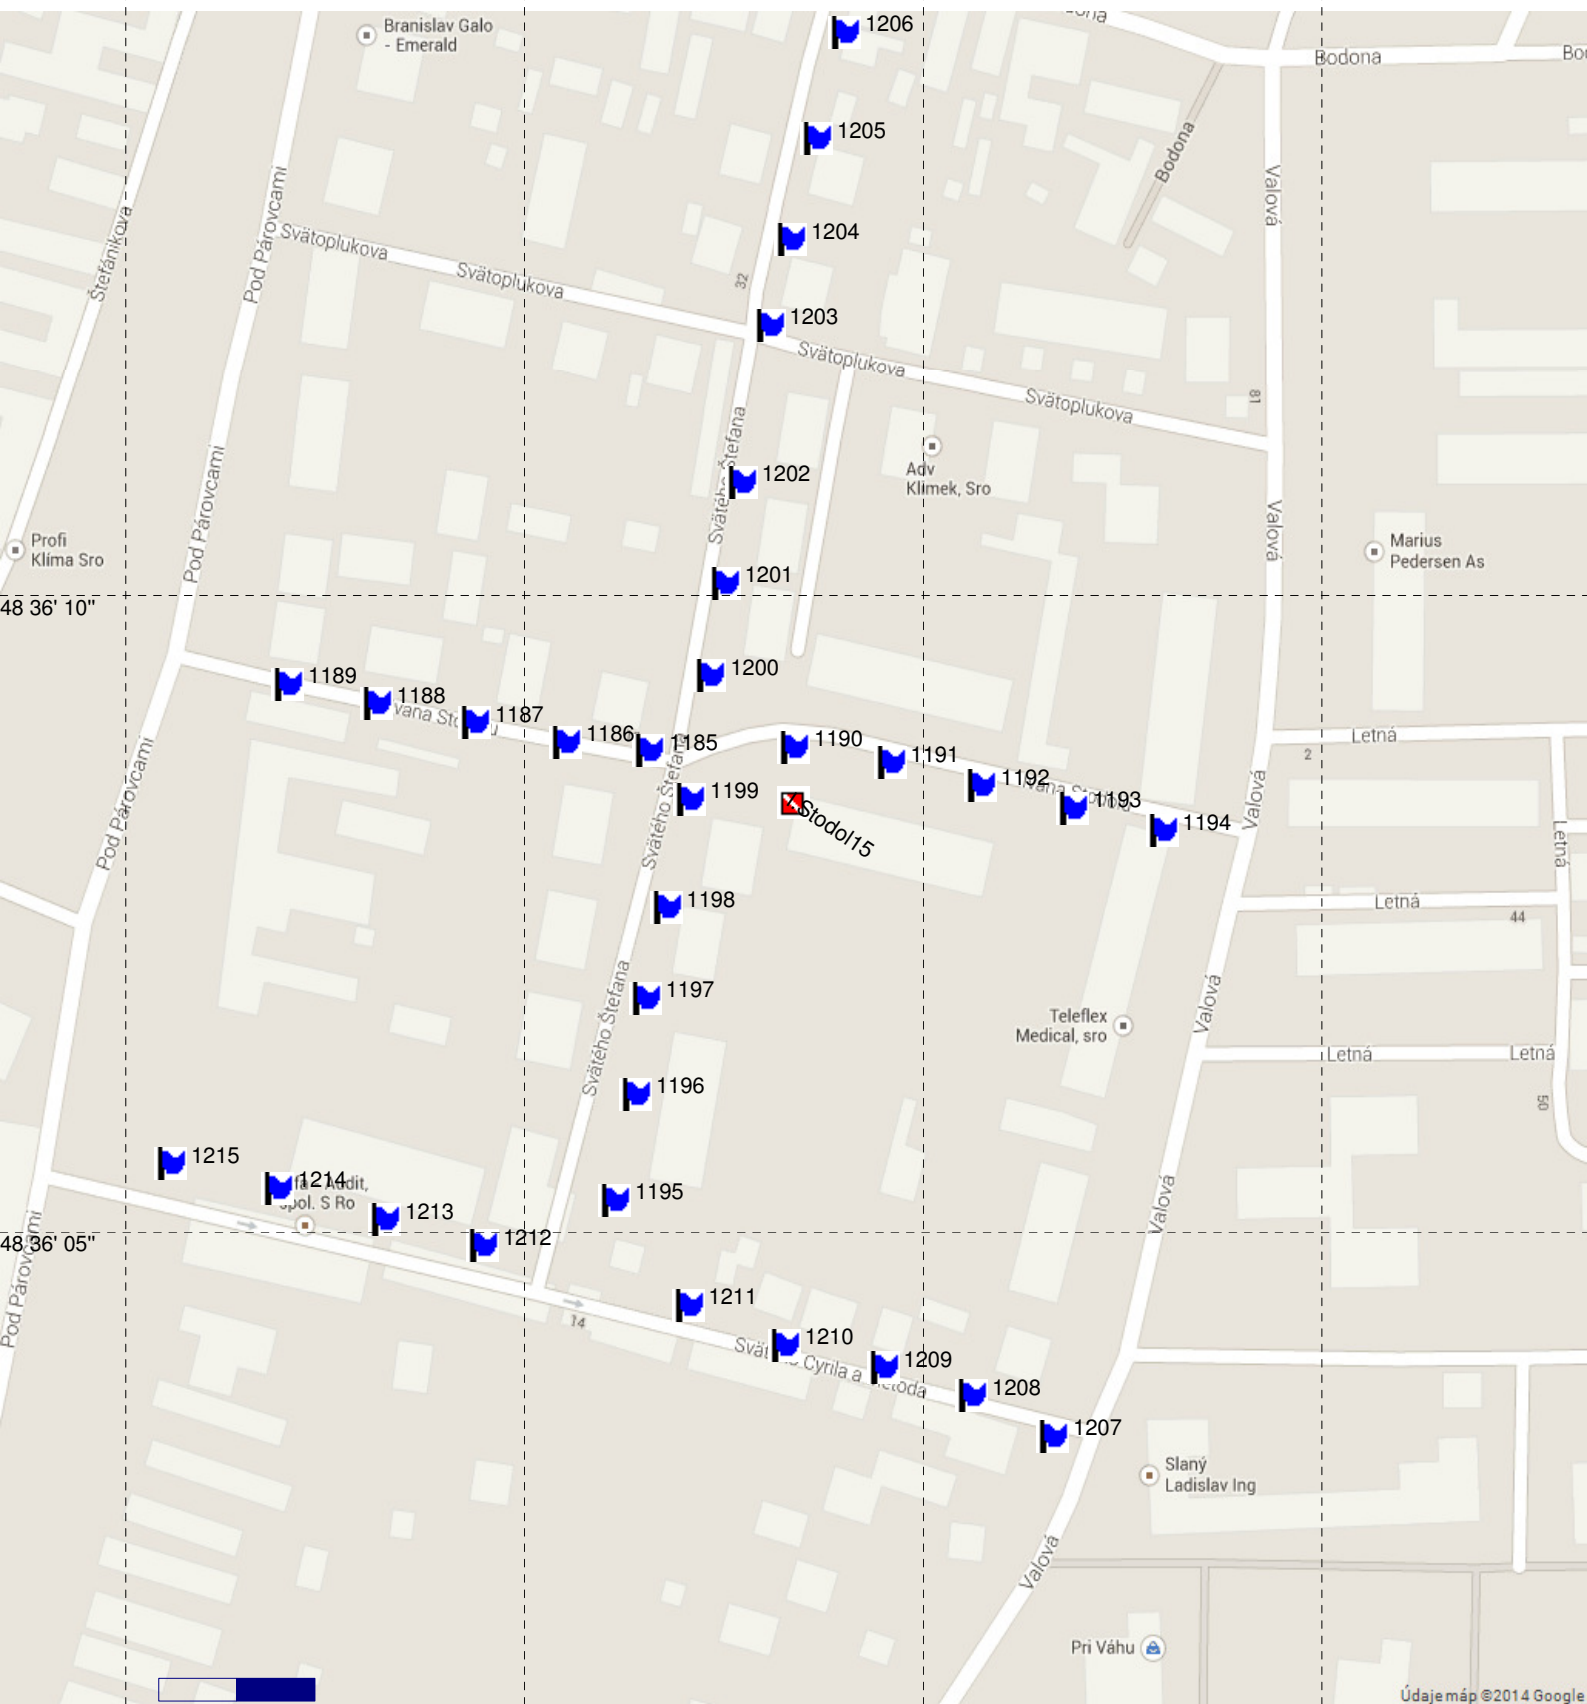 Branislav Galo
- Emerald
1206
Bodona
1205
Bodona
Štefánikova
Pod Párovcami
Svätoplukova
Svätoplukova
32
1204
Valová
1203
Svätoplukova
Svätoplukova
81
Pod Párovcami
Svätého Štefana
1202
Adv
Klimek, Sro
Valová
Profi
Klíma Sro
Marius
Pedersen As
1201
48 36' 10"
1200
1189
1188
1187
1186
1185
1190
1191
1192
1193
1194
Letná
2
Pod Párovcami
Svätého Štefana
1199
Stodol15
Valová
Letná
Letná
44
1198
Svätého Štefana
1197
Valová
Teleflex
Medical, sro
Letná
Letná
50
1196
1215
1214
Audit,
spol. S Ro
1195
1213
1212
48 36' 05"
Valová
Pod Párovcami
1211
14
1210
1209
Cyrila a Metoda
1208
1207
Slaný
Ladislav Ing
Valová
Pri Váhu
Údaje máp ©2014 Google